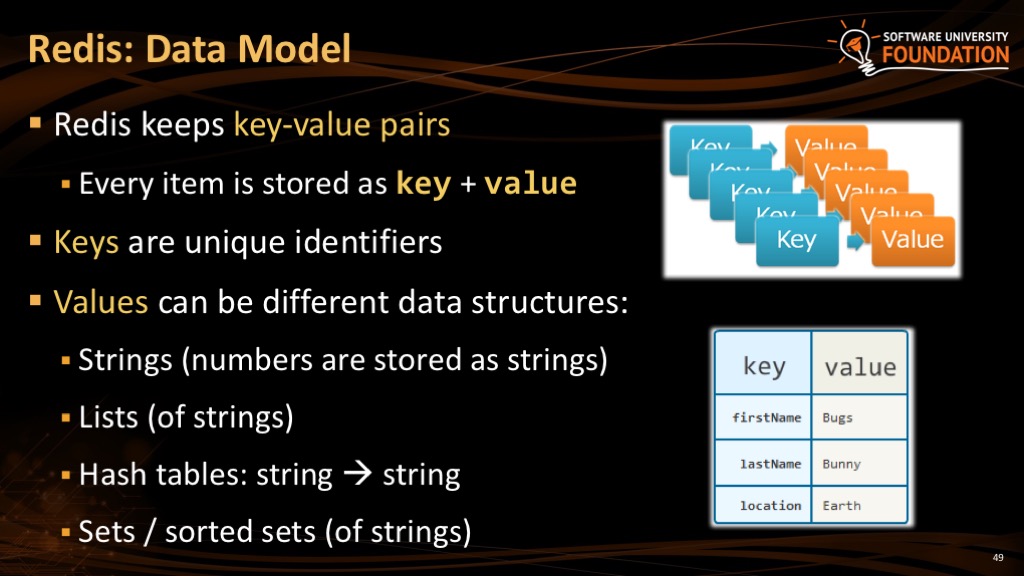 Redis: Data Model
SOFTWARE UNIVERSITY
FOUNDATION
▪ Redis keeps key-value pairs
▪ Every item is stored as key + value
▪ Keys are unique identifiers
▪ Values can be different data structures:
▪ Strings (numbers are stored as strings)
▪ Lists (of strings)
▪ Hash tables: string → string
▪ Sets / sorted sets (of strings)
Key Value
Key Value
Key Value
Key Value
Key Value
key value
firstName Bugs
lastName Bunny
location Earth
49